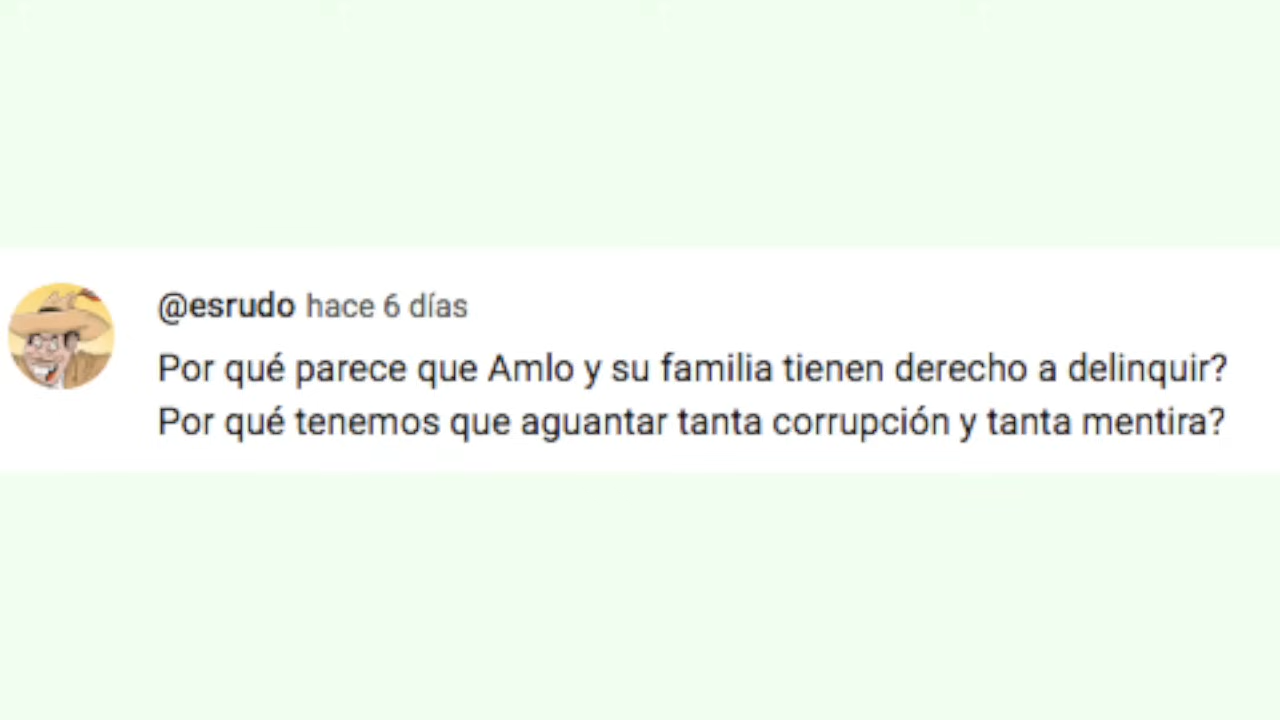 @esrudo hace 6 días
Por qué parece que Amlo y su familia tienen derecho a delinquir?
Por qué tenemos que aguantar tanta corrupción y tanta mentira?